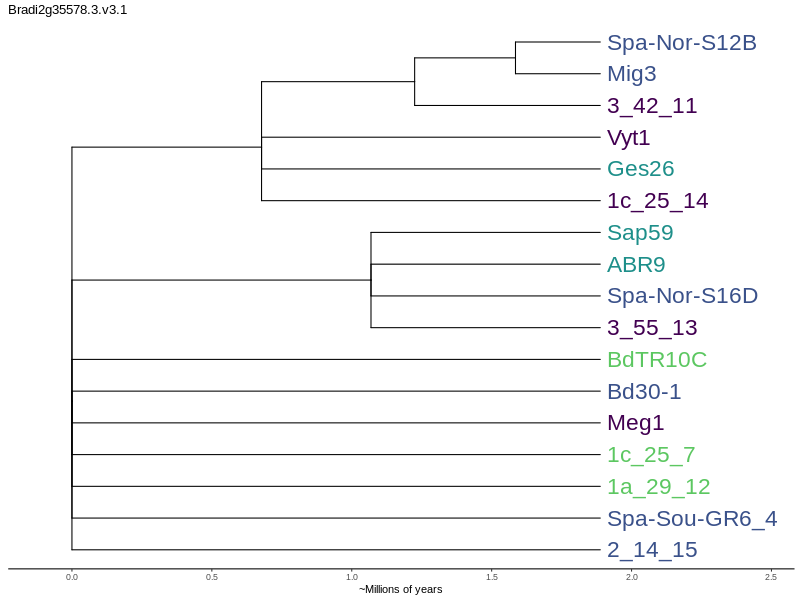 Bradi2g35578.3.v3.1
Spa-Nor-S12B
Mig3
3_42_11
Vyt1
Ges26
1c_25_14
Sap59
ABR9
Spa-Nor-S16D
3_55_13
BdTR10C
Bd30-1
Meg1
1c_25_7
1a_29_12
Spa-Sou-GR6_4
2_14_15
0.0 0.5 1.0 1.5 2.0 2.5
~Millions of years